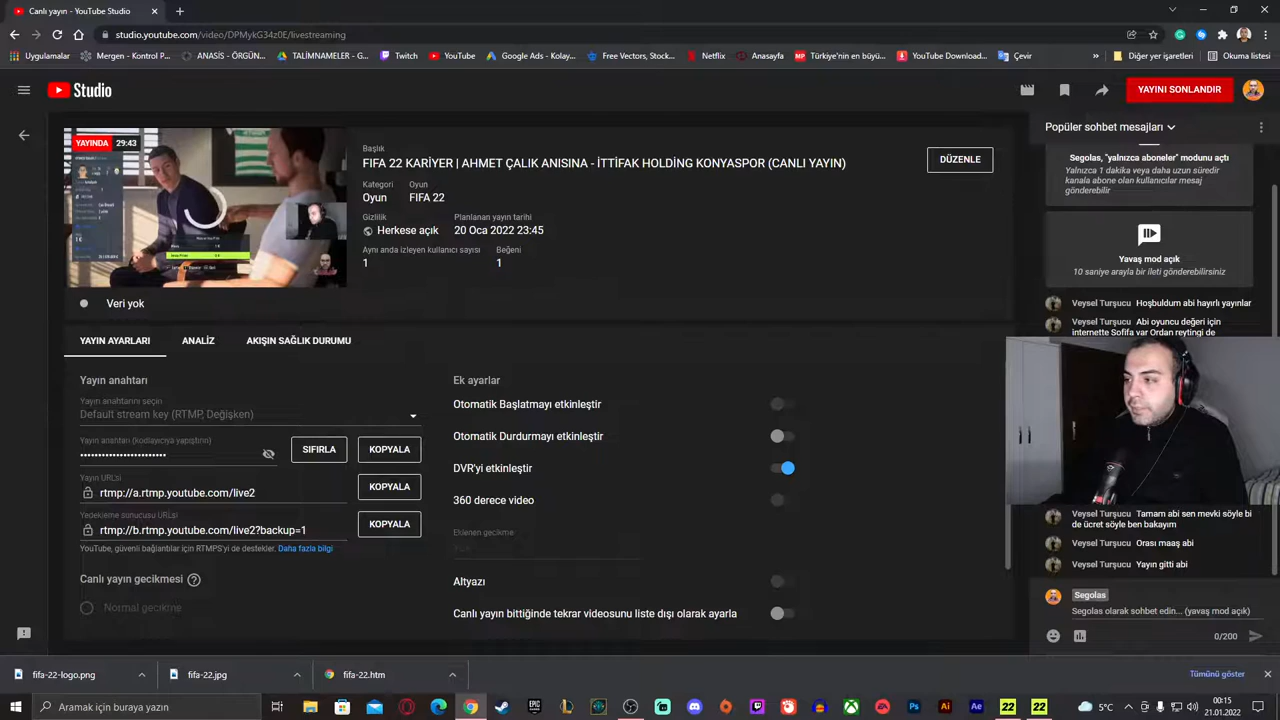 Canlı yayın - YouTube Studio
studio.youtube.com/video/DPMykG34z0E/livestreaming
Uygulamalar
Mergen - Kontrol P...
ANASİS - ÖRGÜN...
TALİMNAMELER - G...
Twitch
YouTube
Google Ads - Kolay...
Free Vectors, Stock...
Netflix
Anasayfa
MP Türkiye'nin en büyü...
YouTube Download...
Çevir
Diğer yer işaretleri
Okuma listesi
Studio
YAYINI SONLANDIR
YAYINDA 29:43
Başlık
FIFA 22 KARİYER | AHMET ÇALIK ANISINA - İTTİFAK HOLDİNG KONYASPOR (CANLI YAYIN)
DÜZENLE
Kategori
Oyun
Oyun
FIFA 22
Gizlilik
Herkese açık
Planlanan yayın tarihi
20 Oca 2022 23:45
Aynı anda izleyen kullanıcı sayısı
1
Beğeni
1
Veri yok
YAYIN AYARLARI
ANALİZ
AKIŞIN SAĞLIK DURUMU
Yayın anahtarı
Yayın anahtarını seçin
Default stream key (RTMP, Değişken)
Yayın anahtarı (kodlayıcıya yapıştırın)
••••••••••••••••••••••••
SIFIRLA
KOPYALA
Yayın URLsi
rtmp://a.rtmp.youtube.com/live2
KOPYALA
Yedekleme sunucusu URLsi
rtmp://b.rtmp.youtube.com/live2?backup=1
KOPYALA
YouTube, güvenli bağlantılar için RTMPS'yi de destekler. Daha fazla bilgi
Canlı yayın gecikmesi
Normal gecikme
Ek ayarlar
Otomatik Başlatmayı etkinleştir
Otomatik Durdurmayı etkinleştir
DVR'yi etkinleştir
360 derece video
Eklenen gecikme
Altyazı
Canlı yayın bittiğinde tekrar videosunu liste dışı olarak ayarla
Popüler sohbet mesajları
Segolas, "yalnızca aboneler" modunu açtı
Yalnızca 1 dakika veya daha uzun süredir
kanala abone olan kullanıcılar mesaj
gönderebilir
Yavaş mod açık
10 saniye arayla bir ileti gönderebilirsiniz
Veysel Turşucu Hoşbuldum abi hayırlı yayınlar
Veysel Turşucu Abi oyuncu değeri için
internette Sofifa var Ordan reytingi de
Veysel Turşucu Tamam abi sen mevki söyle bi
de ücret söyle ben bakayım
Veysel Turşucu Orası maaş abi
Veysel Turşucu Yayın gitti abi
Segolas
Segolas olarak sohbet edin... (yavaş mod açık)
0/200
fifa-22-logo.png
fifa-22.jpg
fifa-22.htm
Tümünü göster
Aramak için buraya yazın
EPIC
EA
Ps
Ai
Ae
22
22
5°C
00:15
21.01.2022